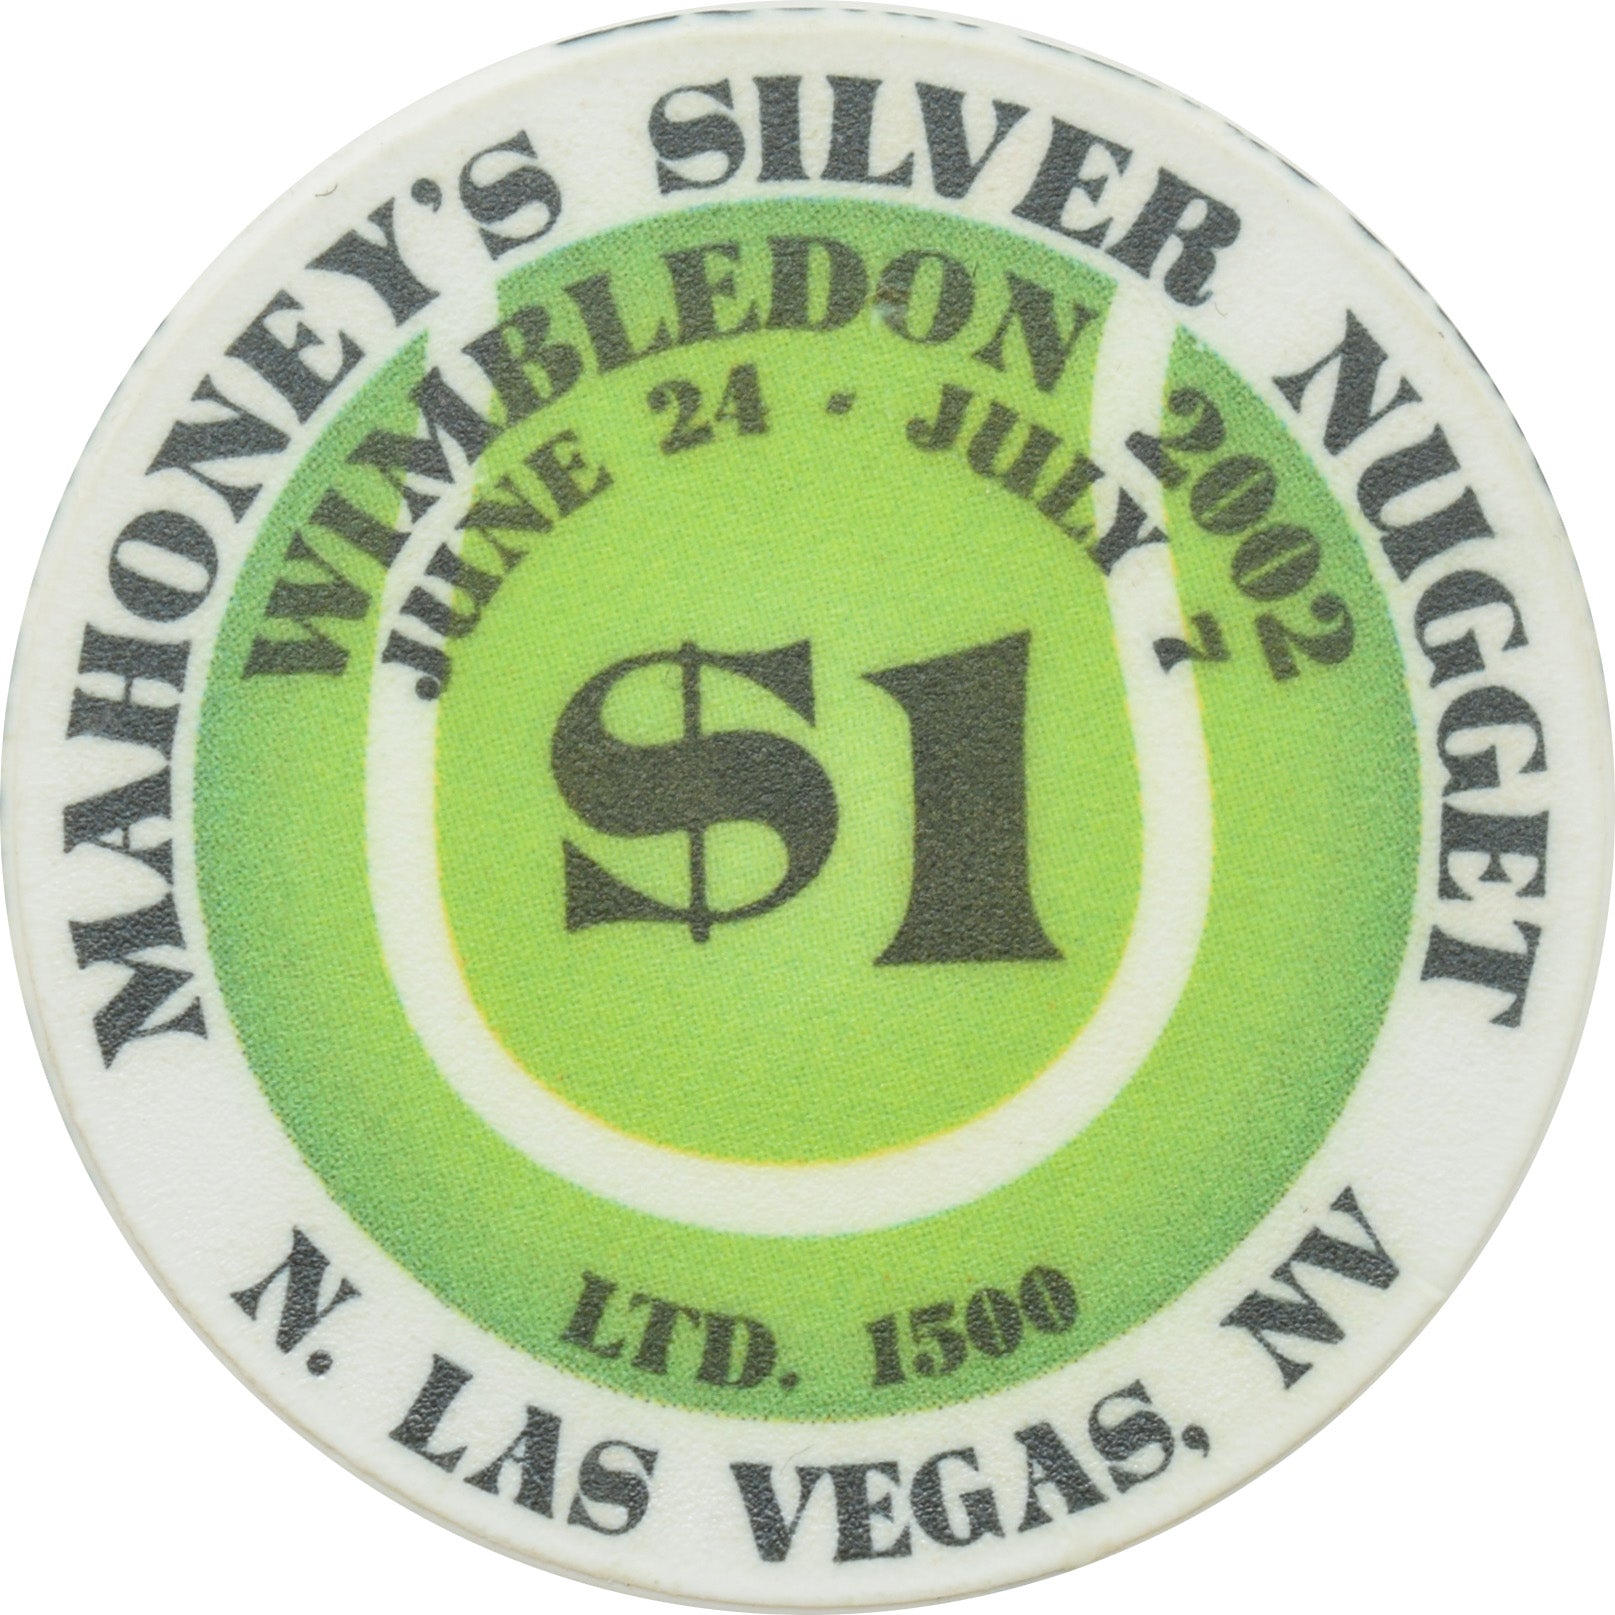 MAHONEY'S SILVER NUGGET
WIMBLEDON 2002
JUNE 24 · JULY 7
$1
LTD. 1500
N. LAS VEGAS, NV